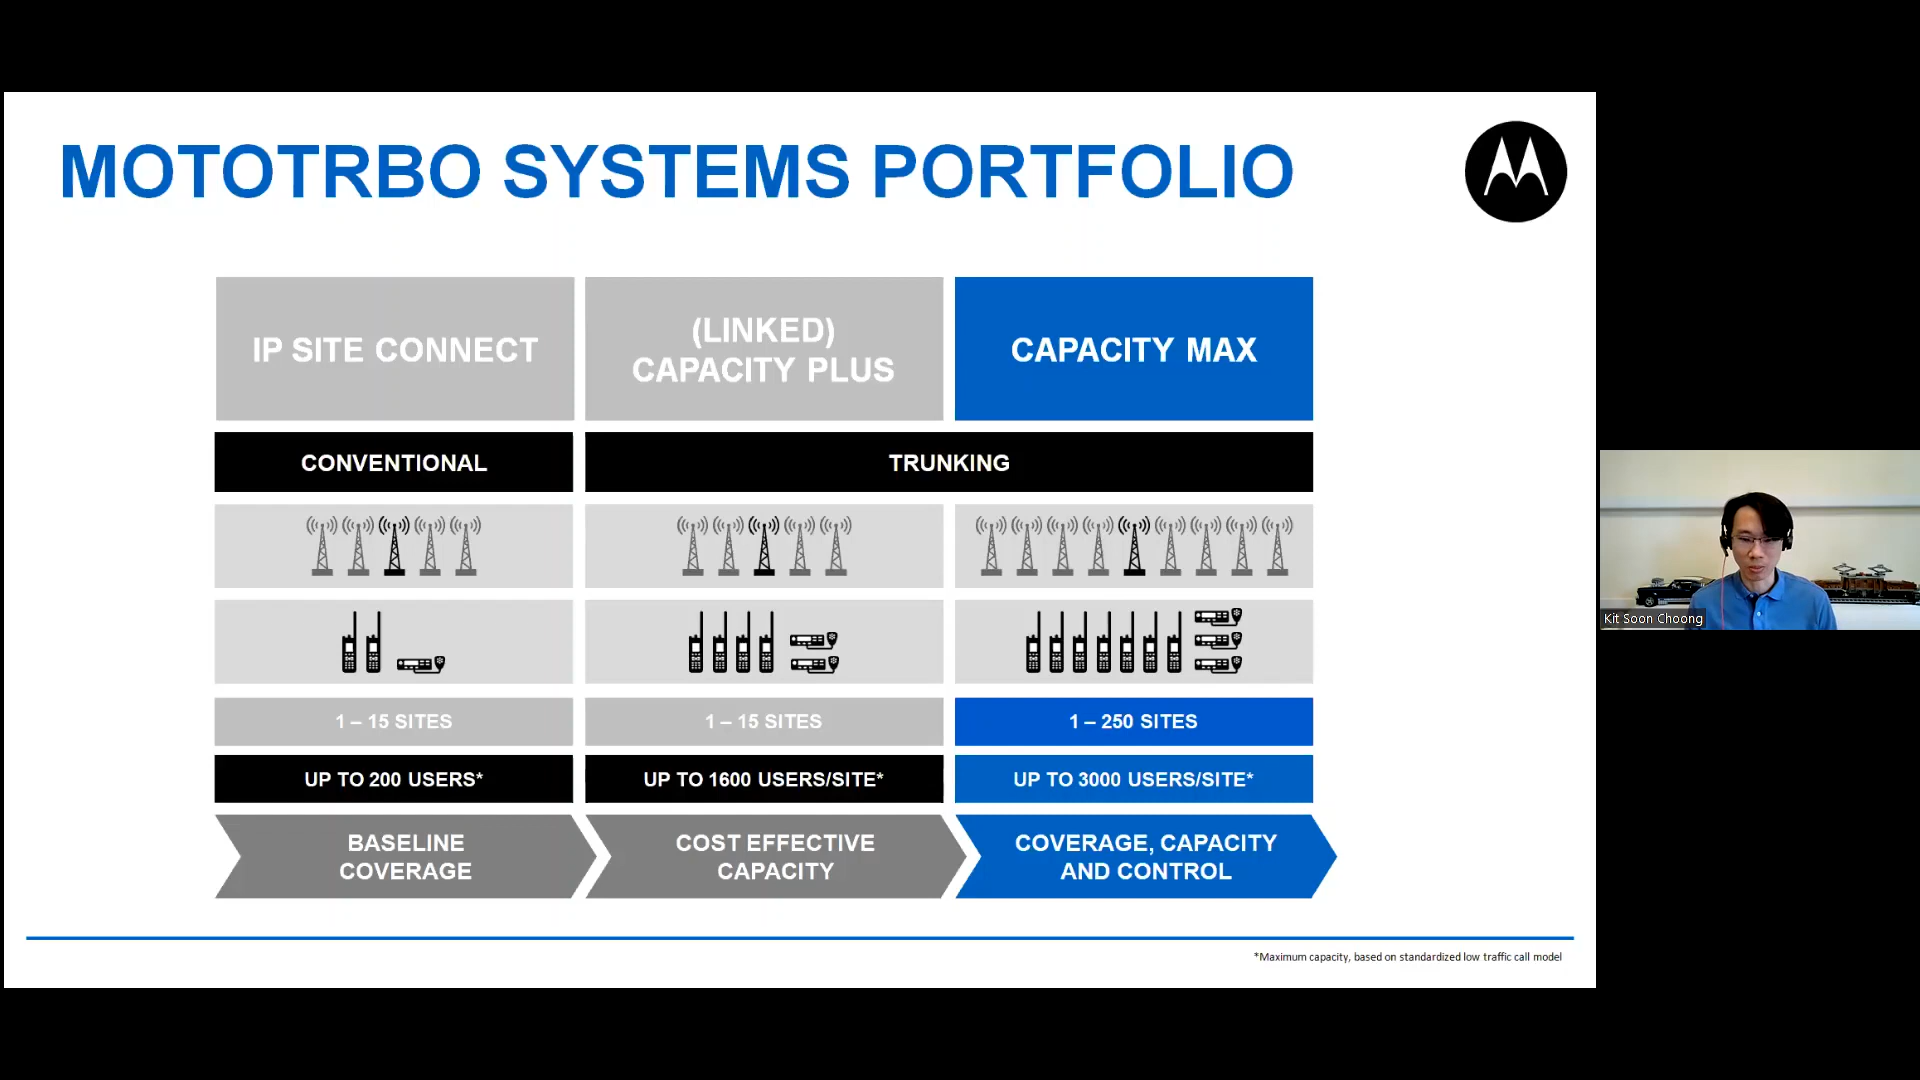 MOTOTRBO SYSTEMS PORTFOLIO
IP SITE CONNECT
(LINKED)
CAPACITY PLUS
CAPACITY MAX
CONVENTIONAL
TRUNKING
1 – 15 SITES
1 – 15 SITES
1 – 250 SITES
UP TO 200 USERS*
UP TO 1600 USERS/SITE*
UP TO 3000 USERS/SITE*
BASELINE
COVERAGE
COST EFFECTIVE
CAPACITY
COVERAGE, CAPACITY
AND CONTROL
*Maximum capacity, based on standardized low traffic call model
Kit Soon Choong